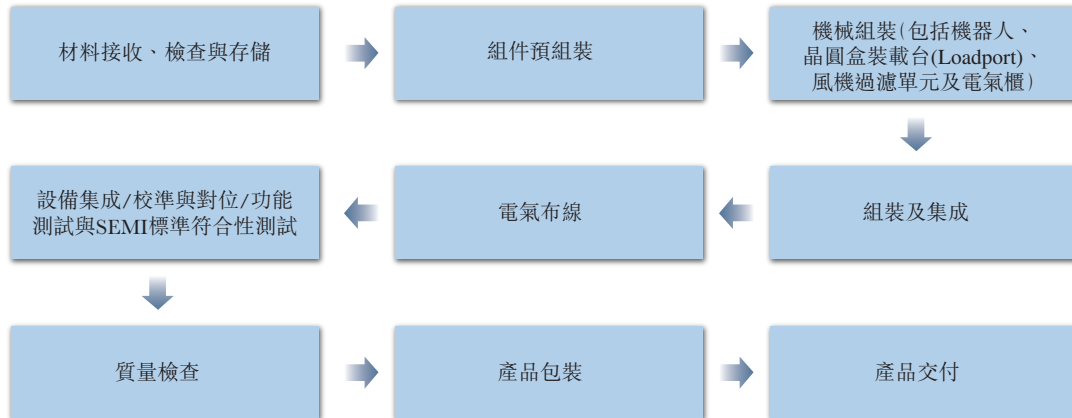 材料接收、檢查與存儲
組件預組裝
機械組裝(包括機器人、
晶圓盒裝載台(Loadport)、
風機過濾單元及電氣櫃)
組裝及集成
電氣布線
設備集成/校準與對位/功能
測試與SEMI標準符合性測試
質量檢查
產品包裝
產品交付